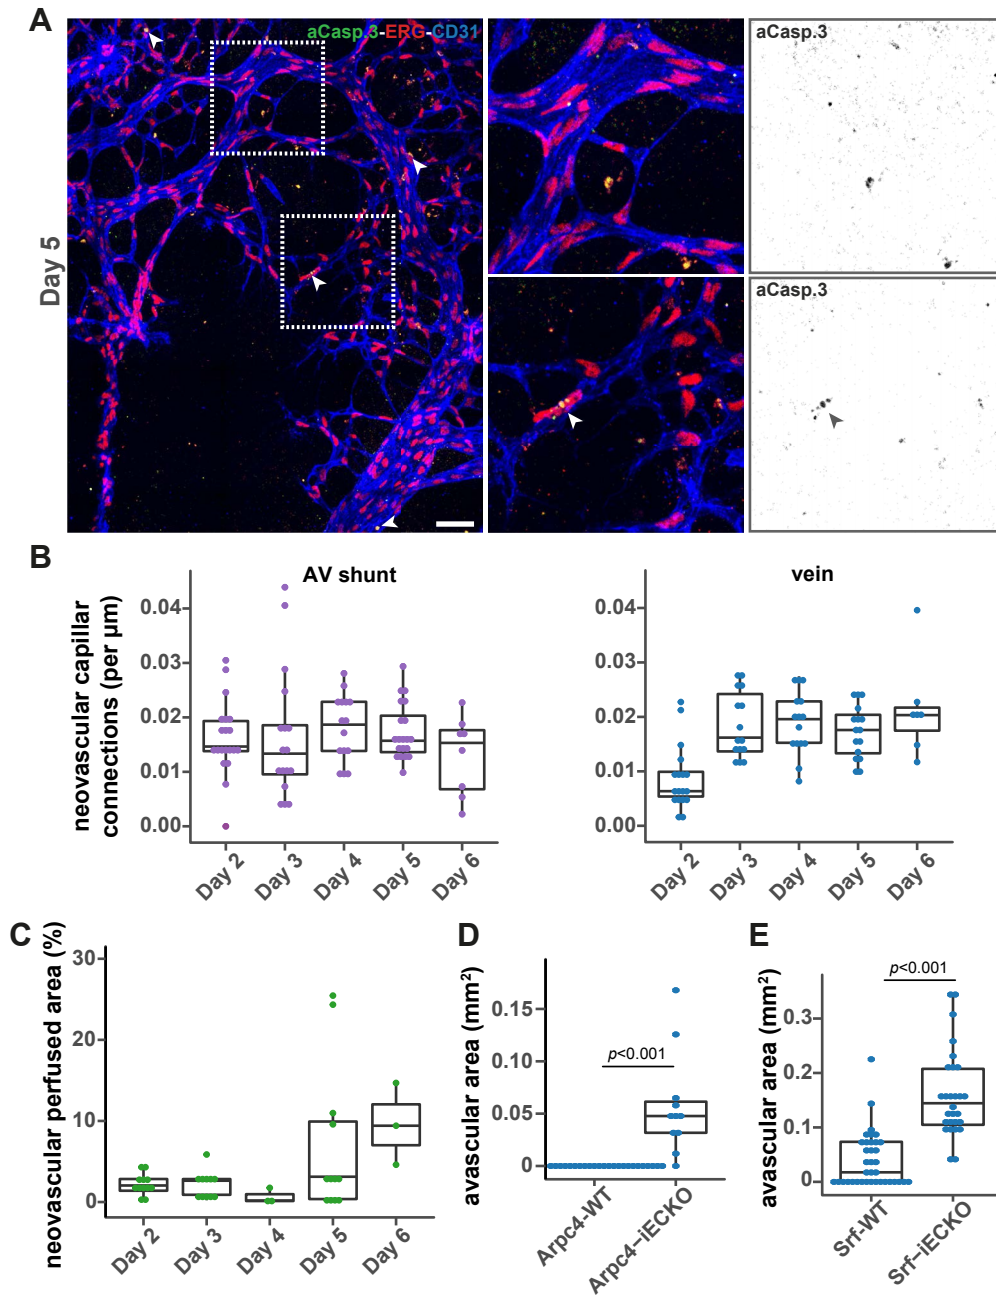 A
aCasp.3-ERG-CD31
aCasp.3
Day 5
aCasp.3
B
AV shunt
vein
neovascular capillar
connections (per µm)
0.04
0.03
0.02
0.01
0.00
Day 2
Day 3
Day 4
Day 5
Day 6
0.04
0.03
0.02
0.01
0.00
Day 2
Day 3
Day 4
Day 5
Day 6
C
neovascular perfused area (%)
30
20
10
0
Day 2
Day 3
Day 4
Day 5
Day 6
D
avascular area (mm²)
0.15
0.10
0.05
0
p<0.001
Arpc4-WT
Arpc4–iECKO
E
avascular area (mm²)
0.3
0.2
0.1
0
p<0.001
Srf-WT
Srf–iECKO